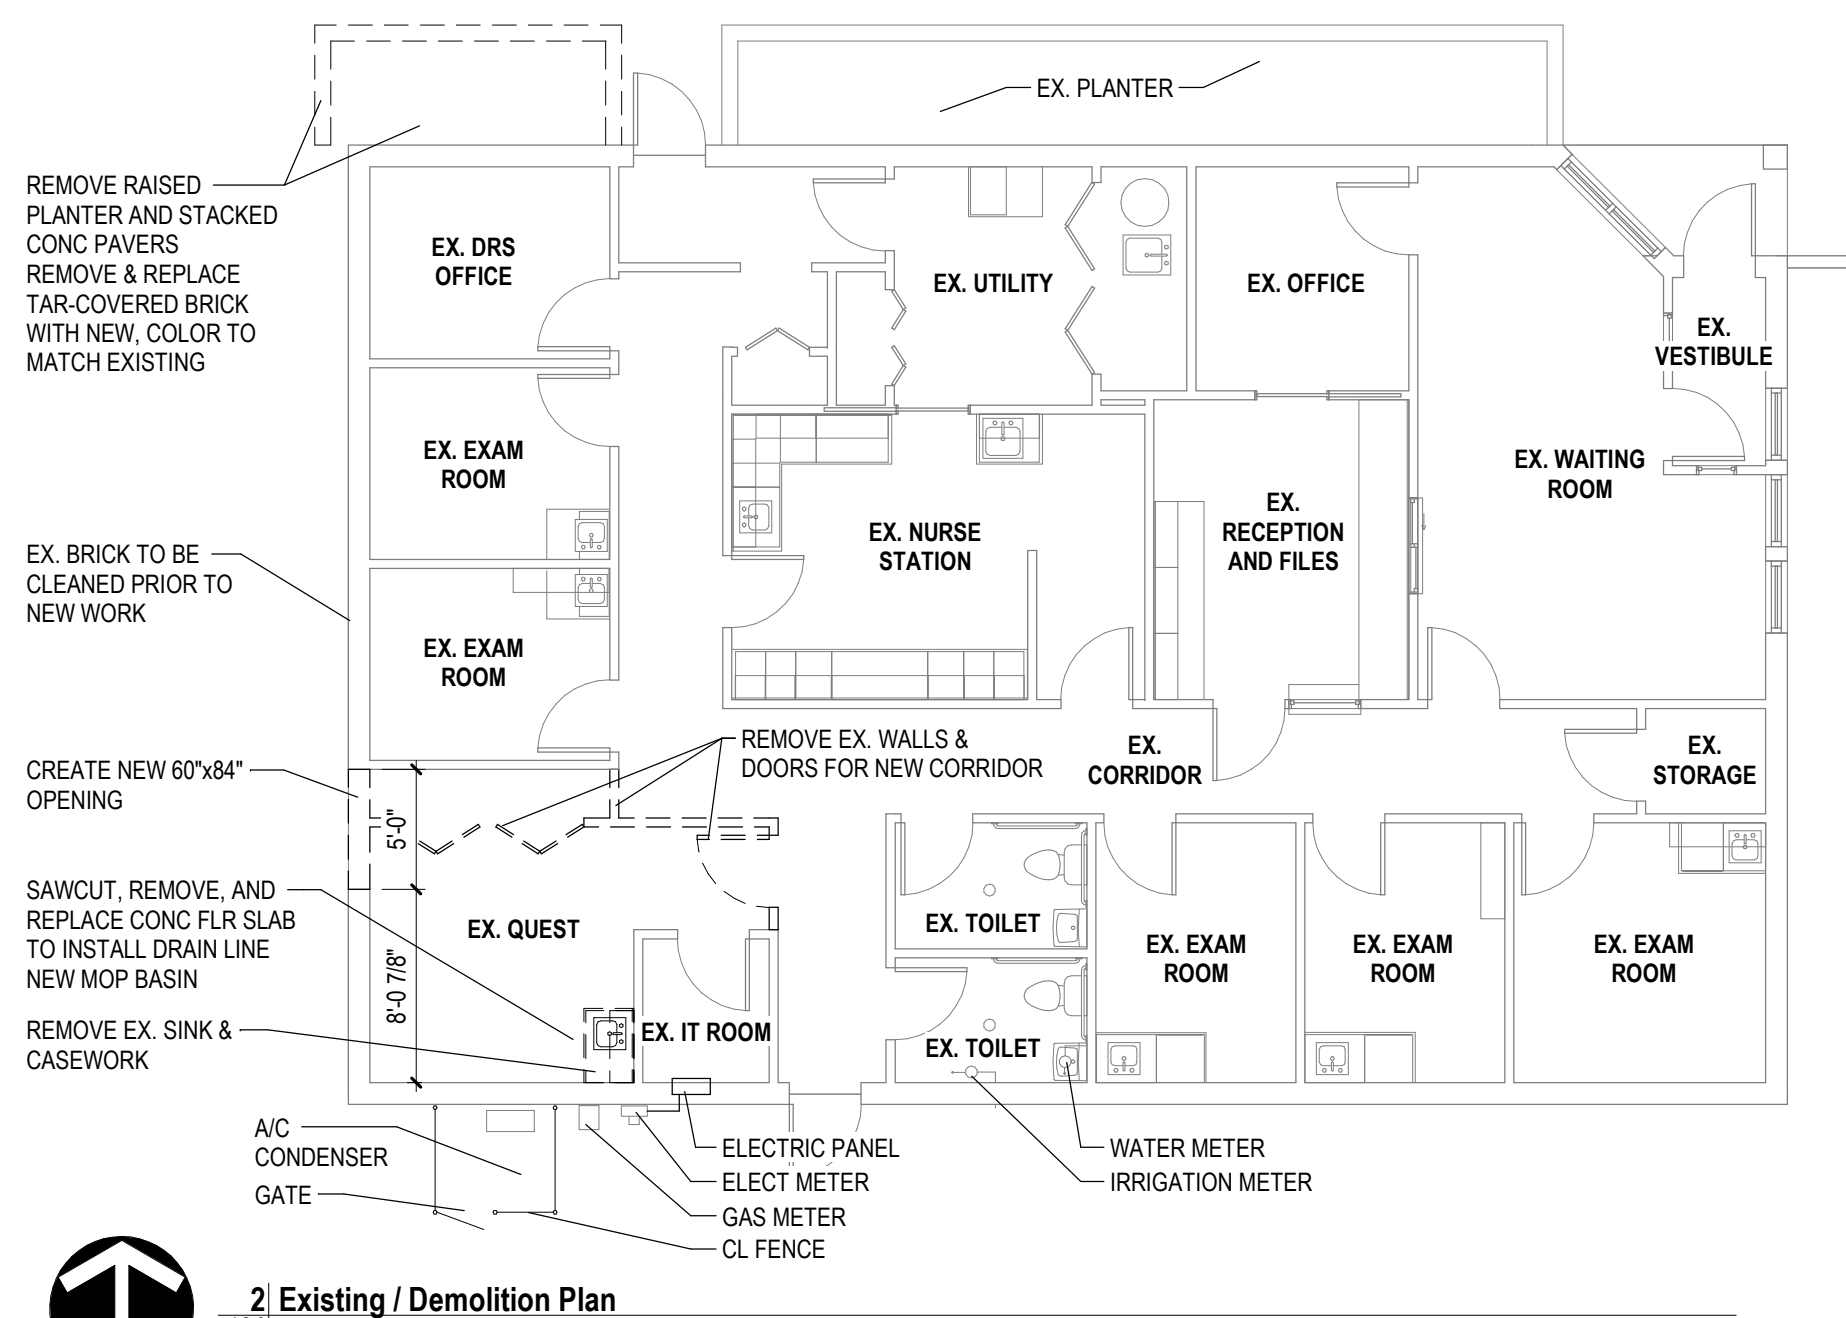 EX. PLANTER
REMOVE RAISED
PLANTER AND STACKED
CONC PAVERS
REMOVE & REPLACE
TAR-COVERED BRICK
WITH NEW, COLOR TO
MATCH EXISTING
EX. DRS
OFFICE
EX. UTILITY
EX. OFFICE
EX.
VESTIBULE
EX. EXAM
ROOM
EX. WAITING
ROOM
EX. NURSE
STATION
EX.
RECEPTION
AND FILES
EX. BRICK TO BE
CLEANED PRIOR TO
NEW WORK
EX. EXAM
ROOM
REMOVE EX. WALLS &
DOORS FOR NEW CORRIDOR
EX.
CORRIDOR
EX.
STORAGE
CREATE NEW 60"x84"
OPENING
5'-0"
SAWCUT, REMOVE, AND
REPLACE CONC FLR SLAB
TO INSTALL DRAIN LINE
NEW MOP BASIN
EX. QUEST
EX. TOILET
EX. EXAM
ROOM
EX. EXAM
ROOM
EX. EXAM
ROOM
8'-0 7/8"
REMOVE EX. SINK &
CASEWORK
EX. IT ROOM
EX. TOILET
A/C
CONDENSER
GATE
ELECTRIC PANEL
ELECT METER
GAS METER
CL FENCE
WATER METER
IRRIGATION METER
2 Existing / Demolition Plan